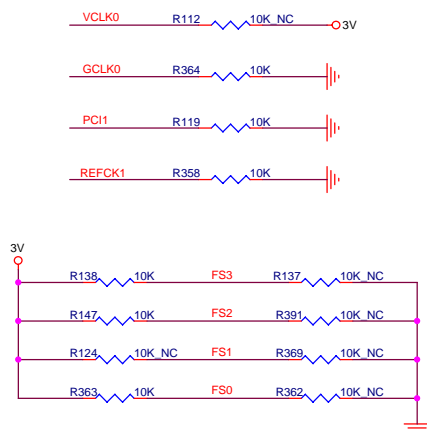 VCLK0 R112 10K_NC 3V
GCLK0 R364 10K
PCI1 R119 10K
REFCK1 R358 10K
3V
R138 10K FS3 R137 10K_NC
R147 10K FS2 R391 10K_NC
R124 10K_NC FS1 R369 10K_NC
R363 10K FS0 R362 10K_NC